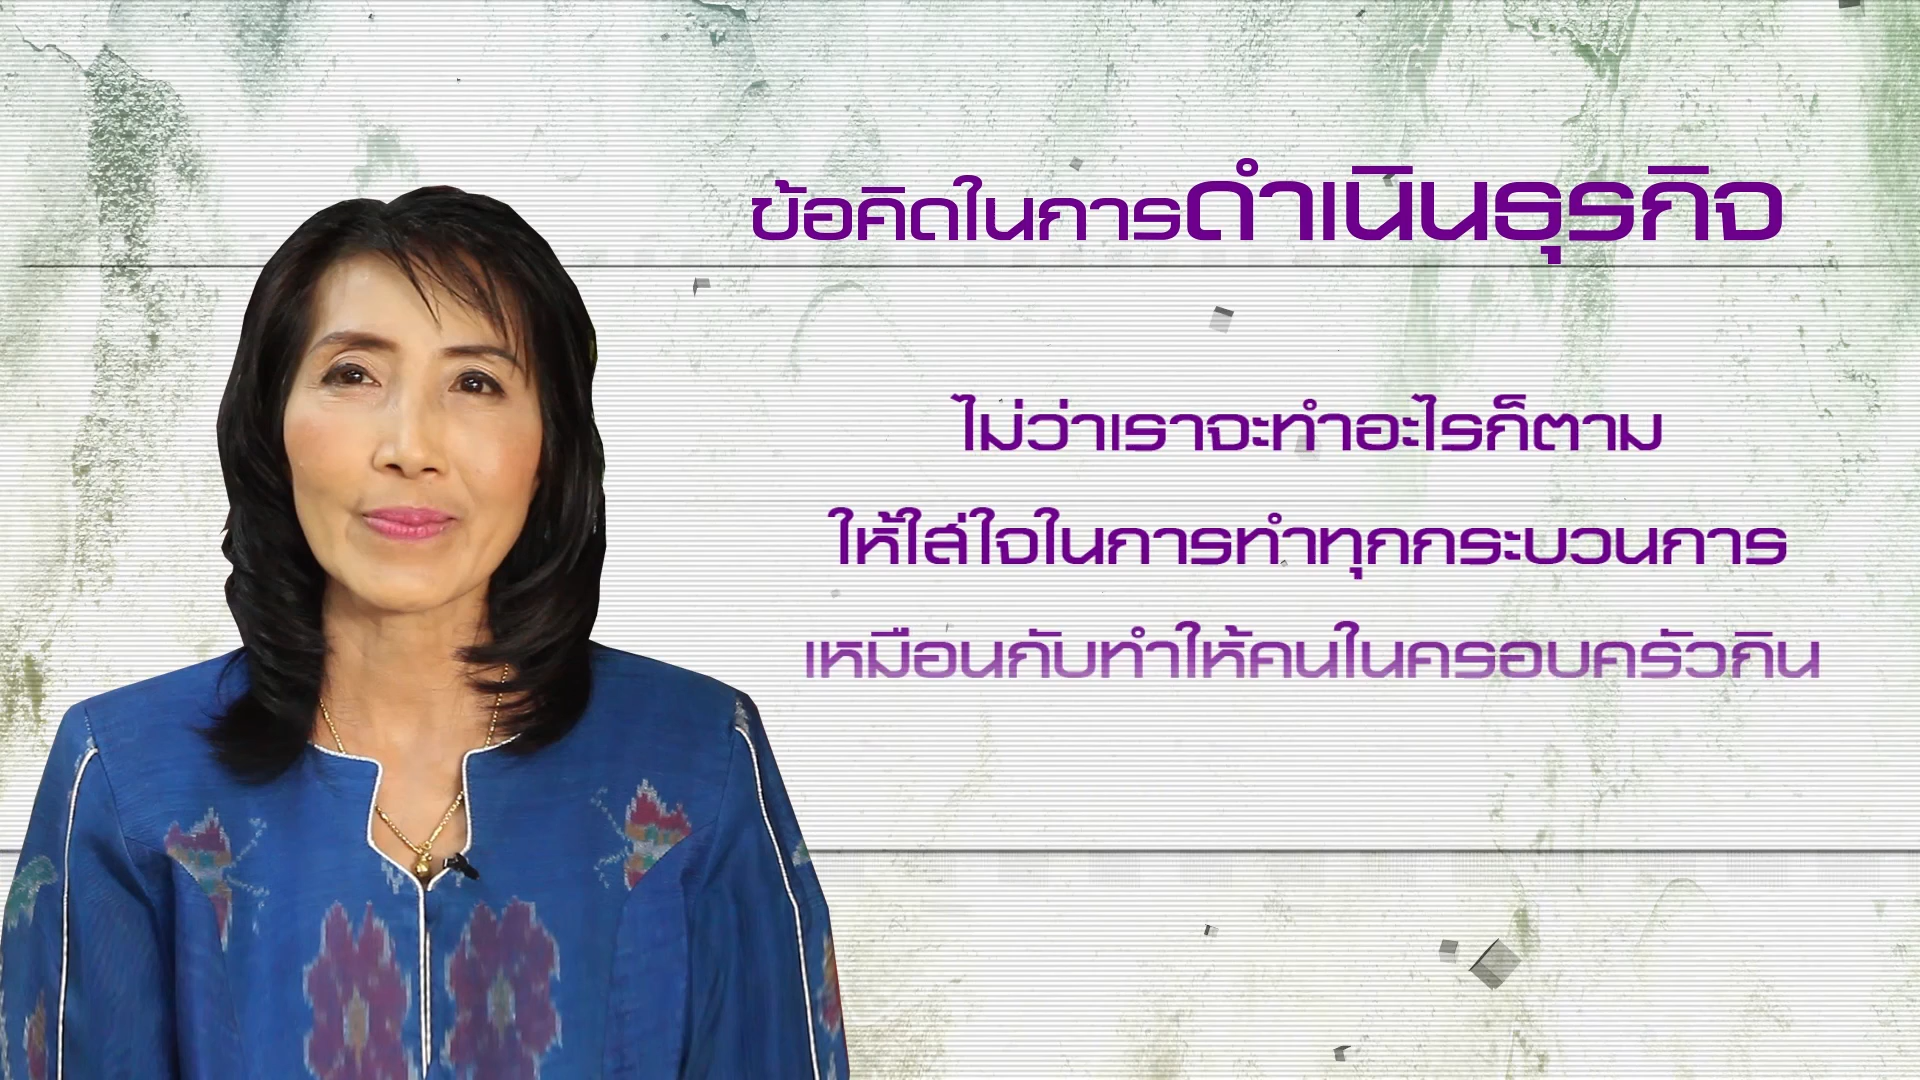 ข้อคิดในการดำเนินธุรกิจ
ไม่ว่าเราจะทำอะไรก็ตาม
ให้ใส่ใจในการทำทุกกระบวนการ
เหมือนกับทำให้คนในครอบครัวกิน